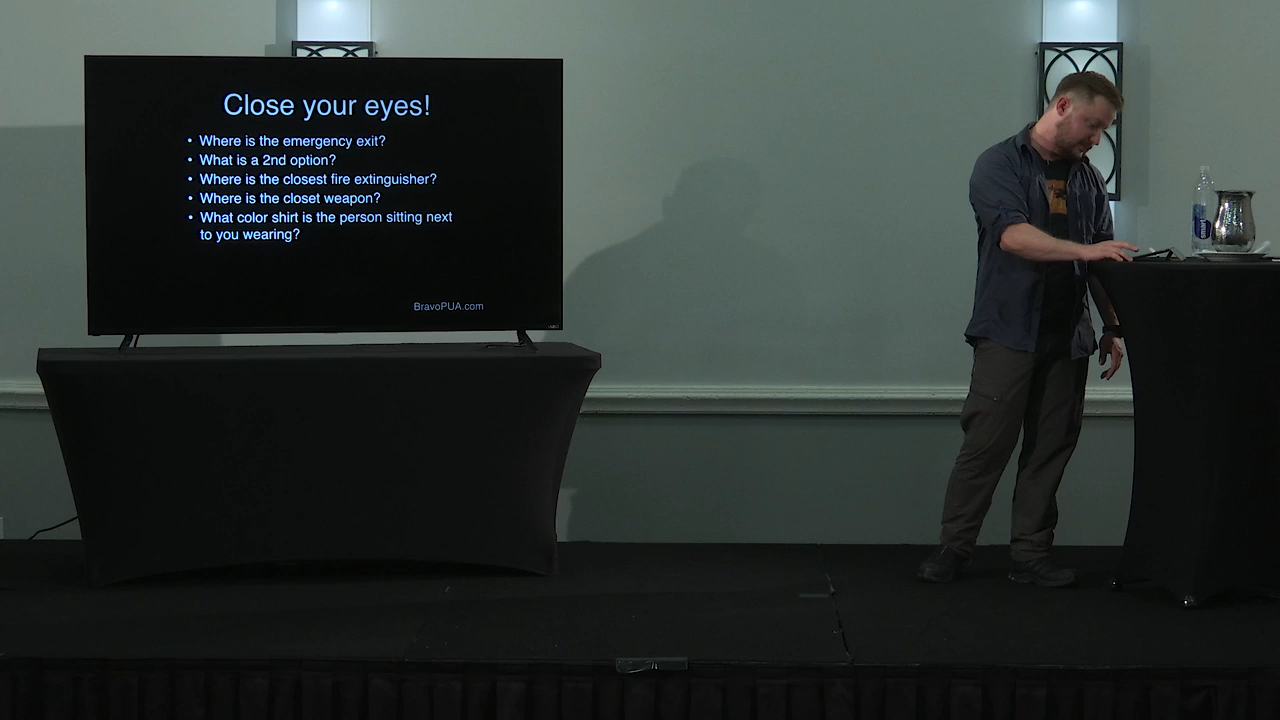 Close your eyes!
• Where is the emergency exit?
• What is a 2nd option?
• Where is the closest fire extinguisher?
• Where is the closet weapon?
• What color shirt is the person sitting next
to you wearing?
BravoPUA.com